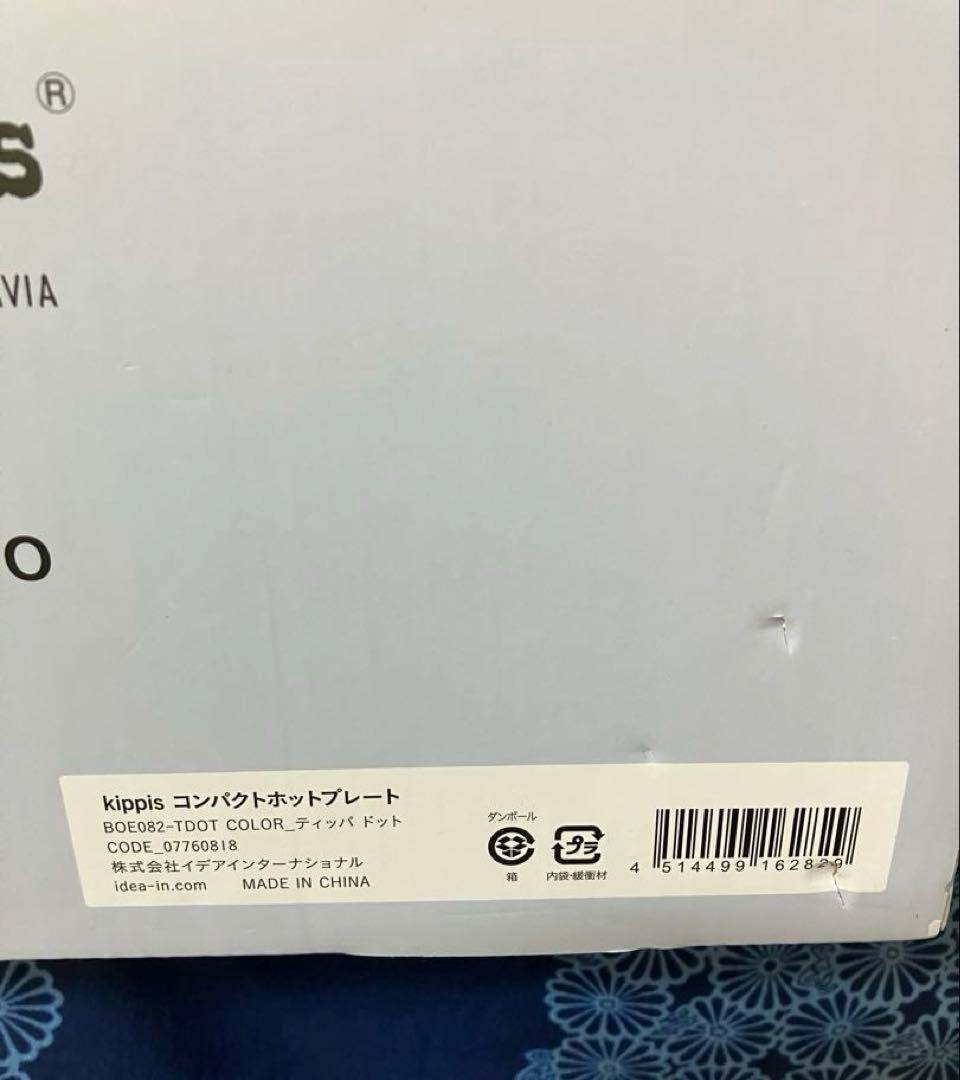 ®
s
VIA
O
kippis コンパクトホットプレート
BOE082-TDOT COLOR_ティッパ ドット
CODE_07760818
株式会社イデアインターナショナル
idea-in.com MADE IN CHINA
ダンボール
箱
プラ
内袋・緩衝材
4 514499 162829